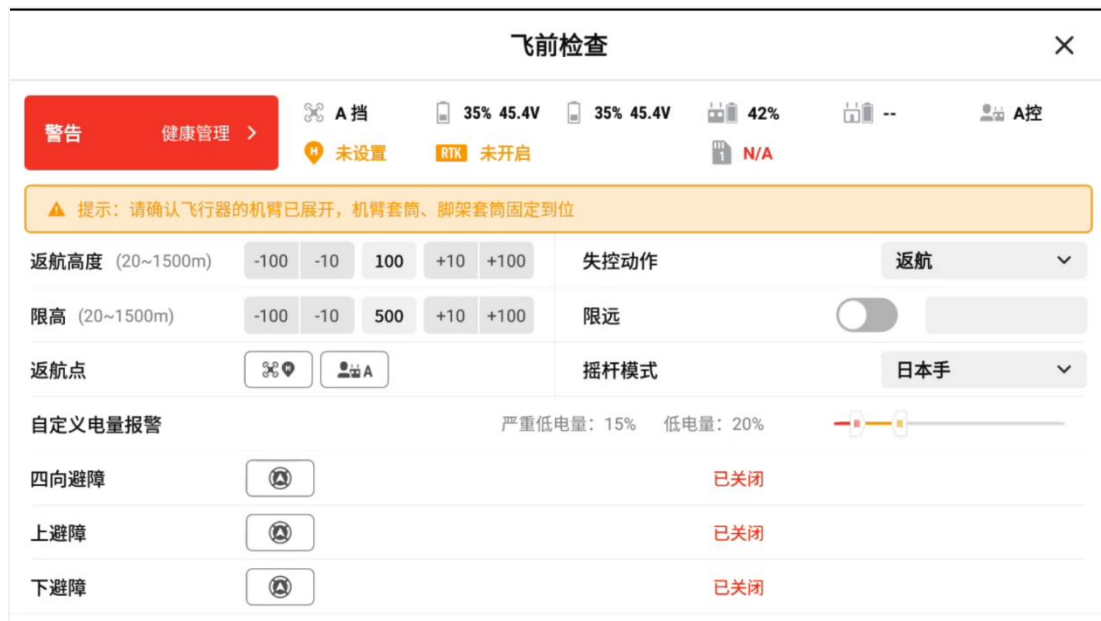 飞前检查
警告 健康管理
A 挡 35% 45.4V 35% 45.4V 42% -- A控
H 未设置 RTK 未开启 1 N/A
提示：请确认飞行器的机臂已展开，机臂套筒、脚架套筒固定到位
返航高度 (20~1500m) -100 -10 100 +10 +100 失控动作 返航
限高 (20~1500m) -100 -10 500 +10 +100 限远
返航点 A 摇杆模式 日本手
自定义电量报警 严重低电量：15% 低电量：20%
四向避障 已关闭
上避障 已关闭
下避障 已关闭